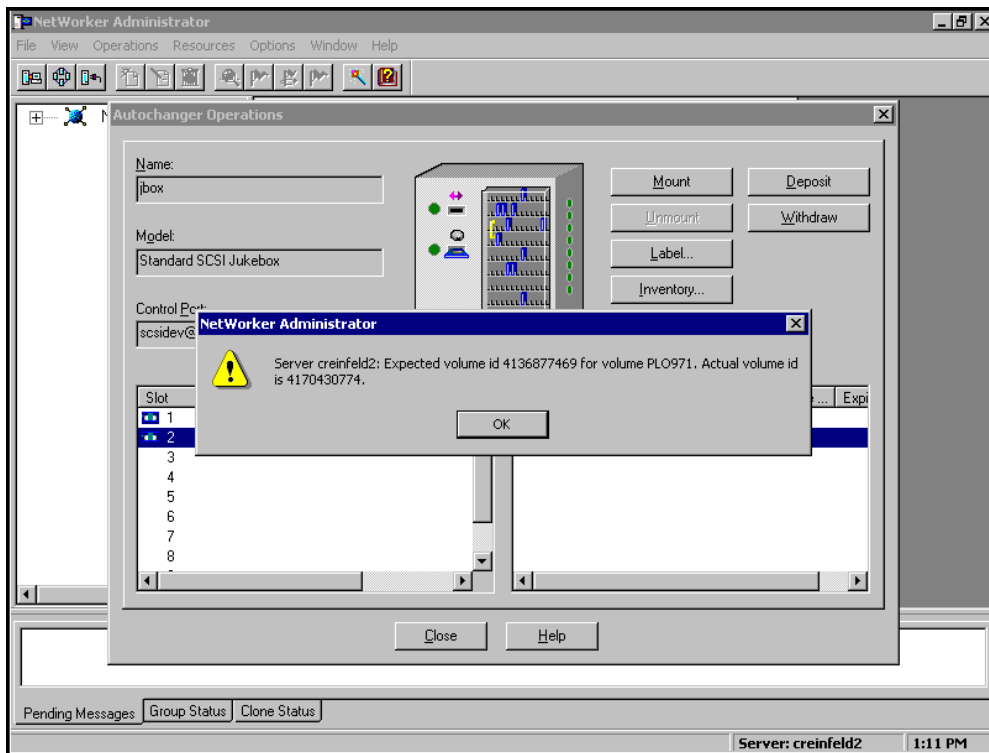 NetWorker Administrator
File View Operations Resources Options Window Help
Autochanger Operations
Name:
jbox
Model:
Standard SCSI Jukebox
Control Port:
scsidev@
Mount
Deposit
Unmount
Withdraw
Label...
Inventory...
NetWorker Administrator
Server creinfeld2: Expected volume id 4136877469 for volume PLO971. Actual volume id
is 4170430774.
OK
Slot
... Expi
1
2
3
4
5
6
7
8
Close
Help
Pending Messages Group Status Clone Status
Server: creinfeld2 1:11 PM